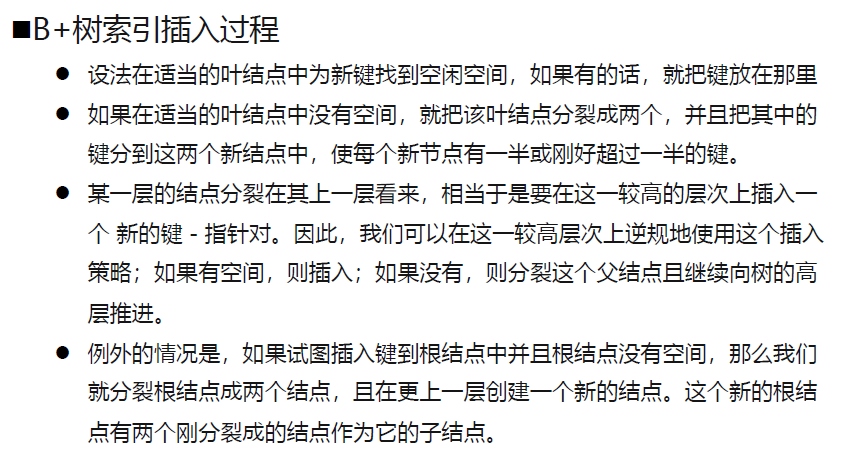 ■B+树索引插入过程
● 设法在适当的叶结点中为新键找到空闲空间，如果有的话，就把键放在那里
● 如果在适当的叶结点中没有空间，就把该叶结点分裂成两个，并且把其中的
键分到这两个新结点中，使每个新节点有一半或刚好超过一半的键。
● 某一层的结点分裂在其上一层看来，相当于是要在这一较高的层次上插入一
个 新的键 - 指针对。因此，我们可以在这一较高层次上逆规地使用这个插入
策略；如果有空间，则插入；如果没有，则分裂这个父结点且继续向树的高
层推进。
● 例外的情况是，如果试图插入键到根结点中并且根结点没有空间，那么我们
就分裂根结点成两个结点，且在更上一层创建一个新的结点。这个新的根结
点有两个刚分裂成的结点作为它的子结点。